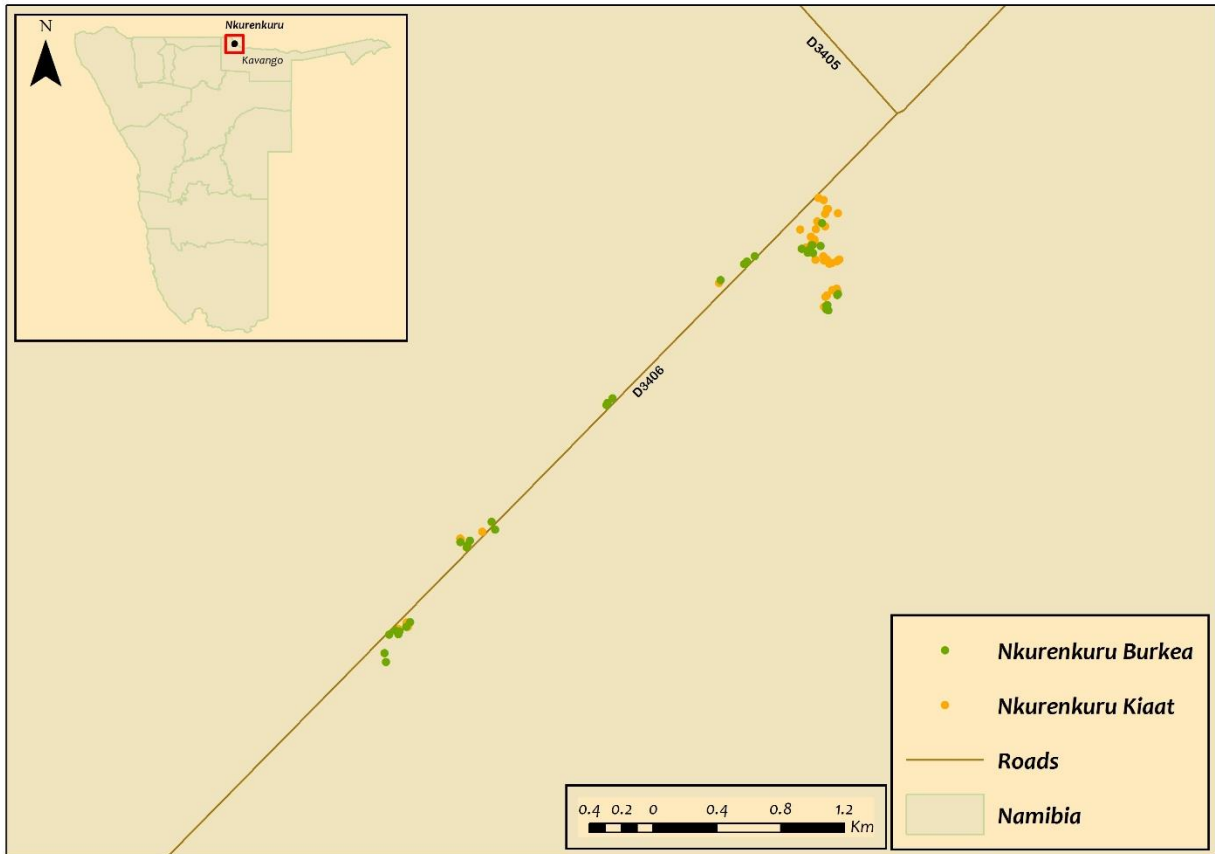 N
Nkurenkuru
Kavango
D3405
D3406
Nkurenkuru Burkea
Nkurenkuru Kiaat
Roads
Namibia
0.4 0.2 0 0.4 0.8 1.2
Km